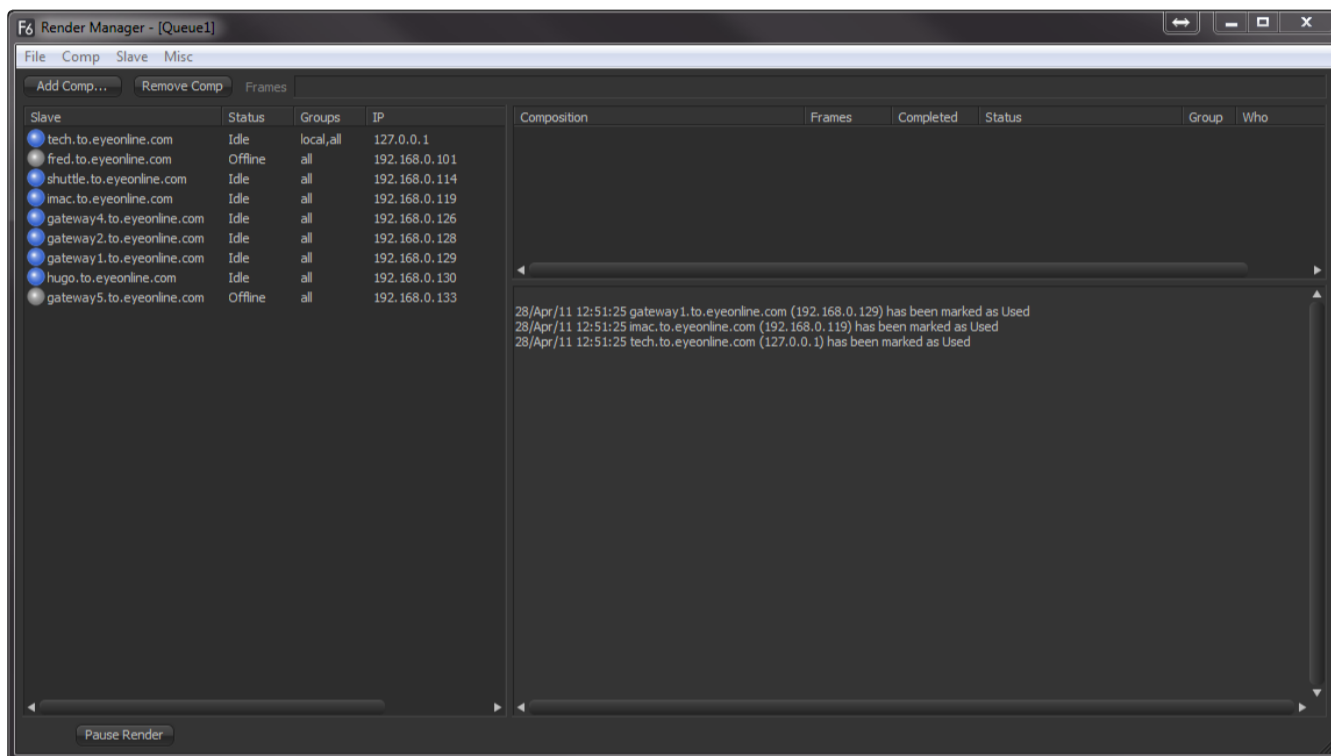 F6 Render Manager - [Queue1]
File Comp Slave Misc
Add Comp... Remove Comp Frames
Slave Status Groups IP
tech.to.eyeonline.com Idle local,all 127.0.0.1
fred.to.eyeonline.com Offline all 192.168.0.101
shuttle.to.eyeonline.com Idle all 192.168.0.114
imac.to.eyeonline.com Idle all 192.168.0.119
gateway4.to.eyeonline.com Idle all 192.168.0.126
gateway2.to.eyeonline.com Idle all 192.168.0.128
gateway1.to.eyeonline.com Idle all 192.168.0.129
hugo.to.eyeonline.com Idle all 192.168.0.130
gateway5.to.eyeonline.com Offline all 192.168.0.133
Composition Frames Completed Status Group Who
28/Apr/11 12:51:25 gateway1.to.eyeonline.com (192.168.0.129) has been marked as Used
28/Apr/11 12:51:25 imac.to.eyeonline.com (192.168.0.119) has been marked as Used
28/Apr/11 12:51:25 tech.to.eyeonline.com (127.0.0.1) has been marked as Used
Pause Render